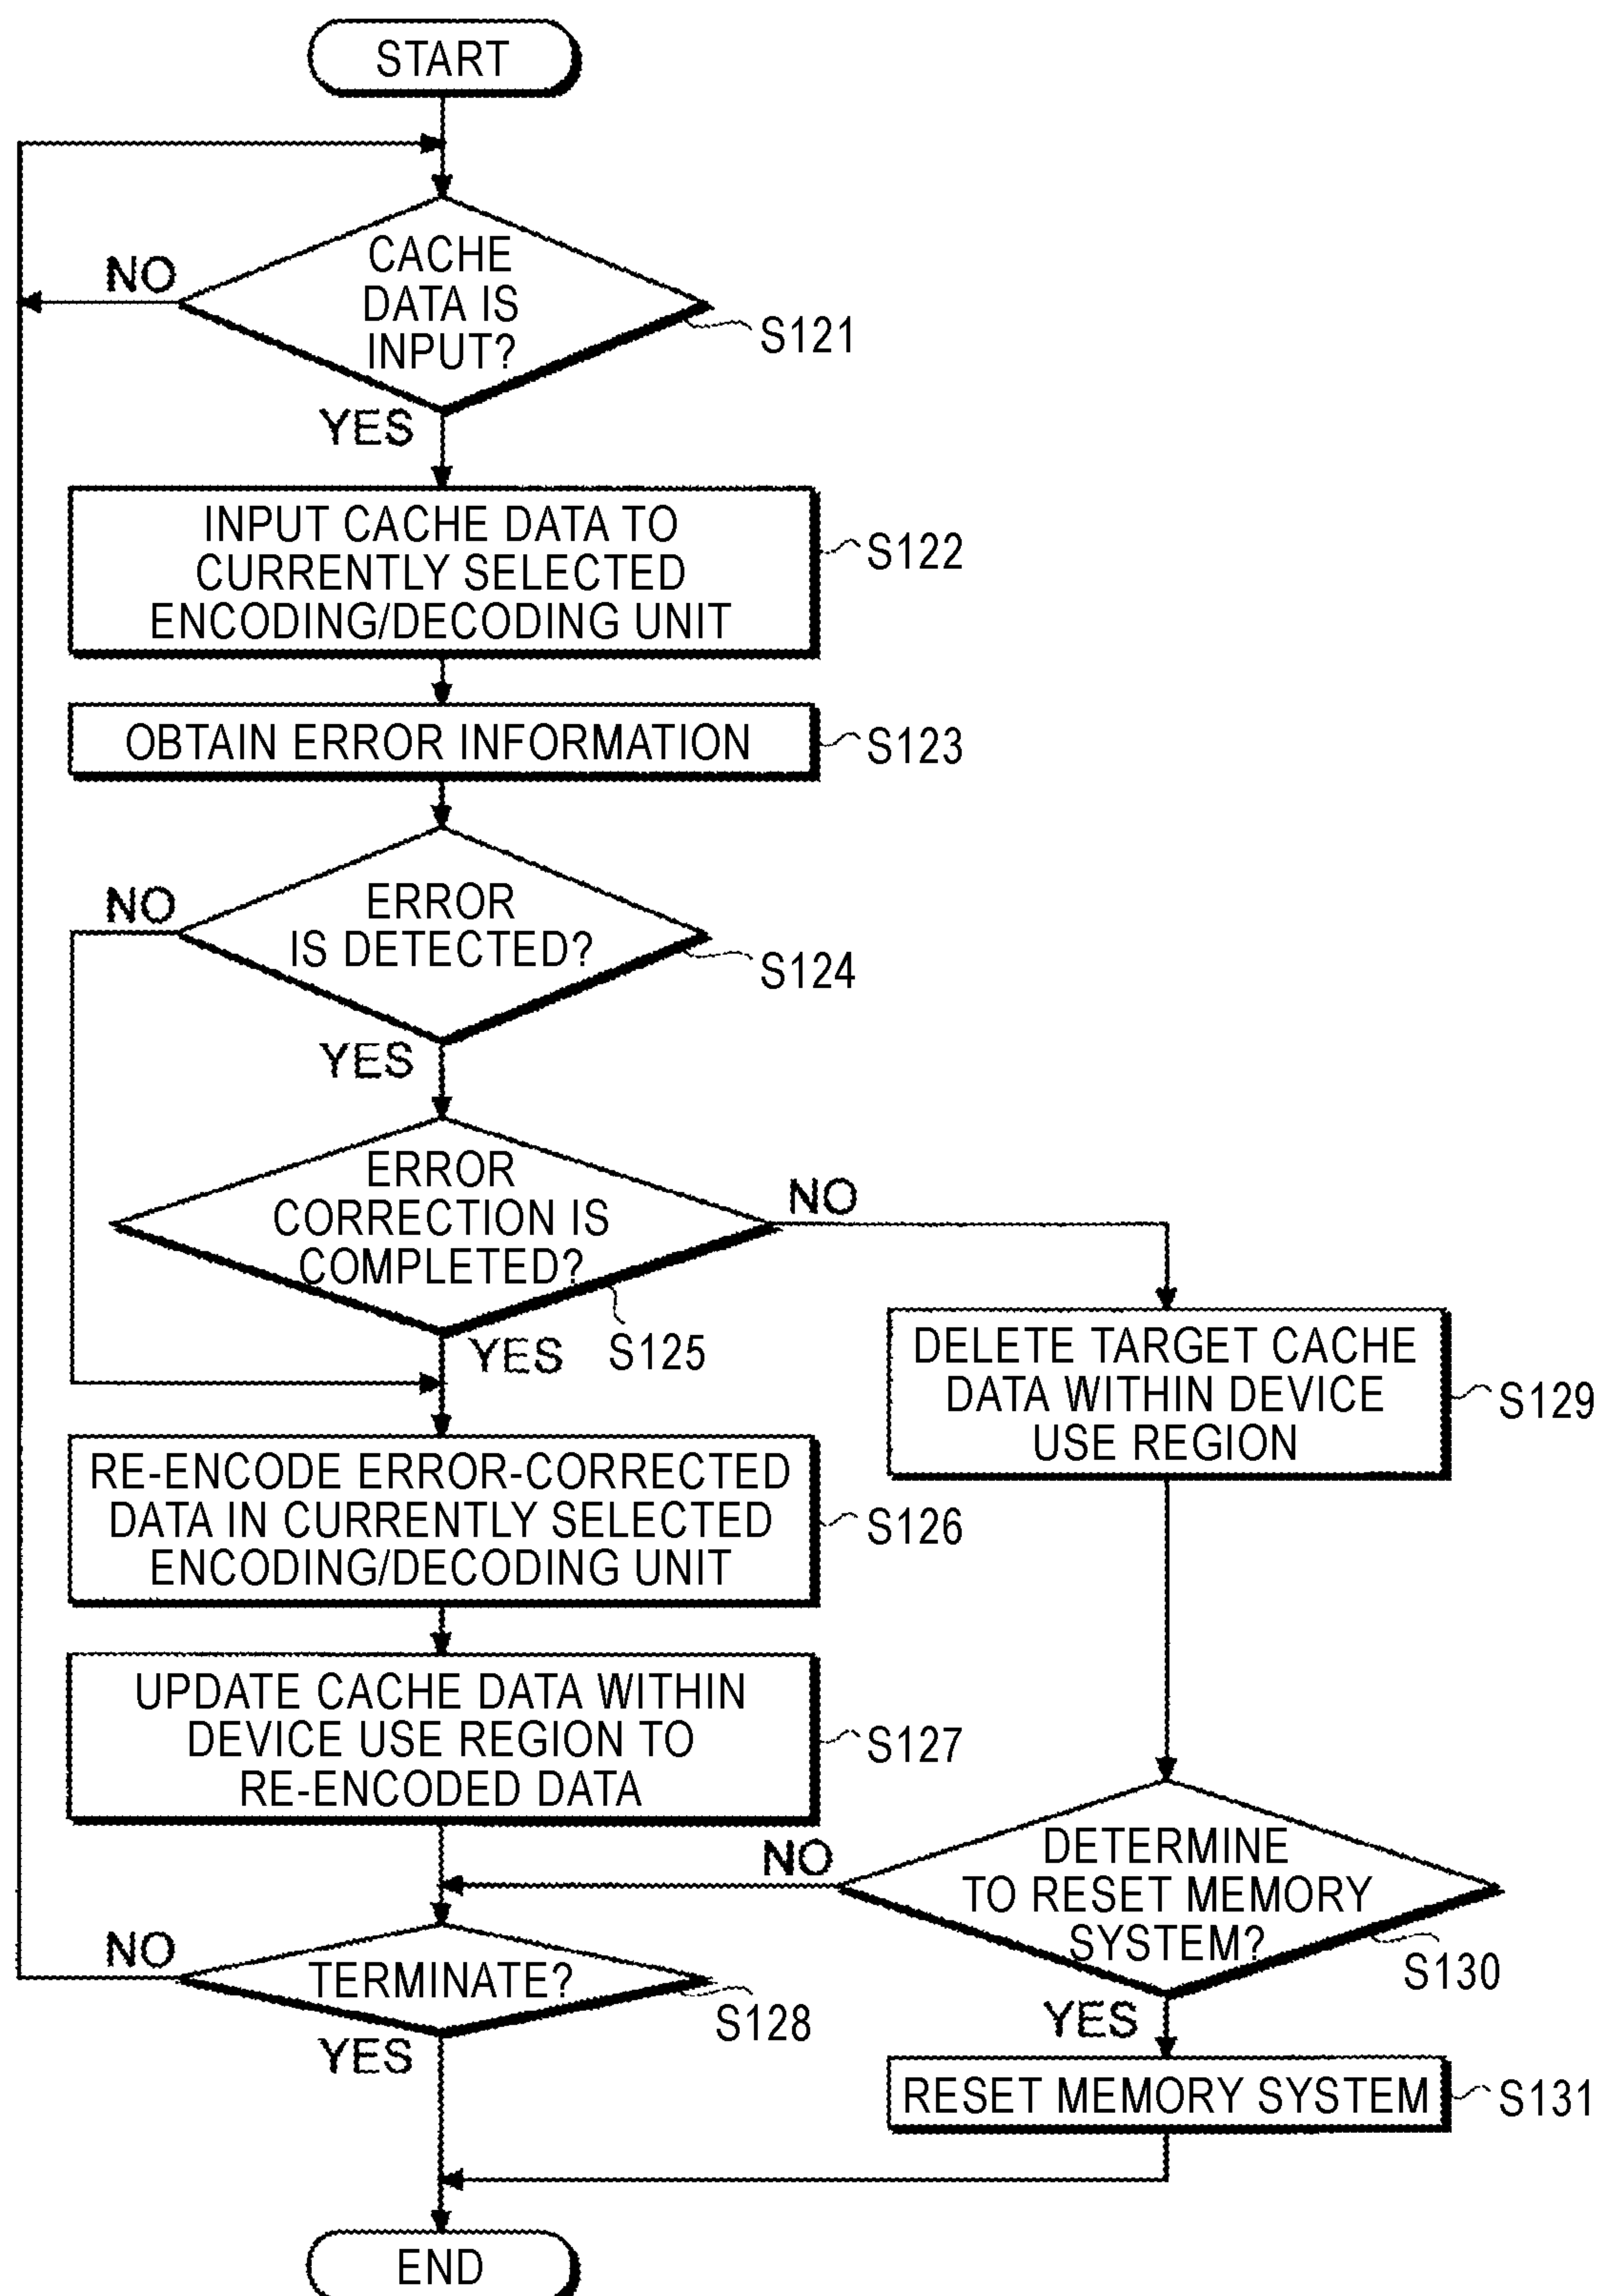 START
CACHE
DATA IS
INPUT?
NO
S121
YES
INPUT CACHE DATA TO
CURRENTLY SELECTED
ENCODING/DECODING UNIT
S122
OBTAIN ERROR INFORMATION
S123
ERROR
IS DETECTED?
NO
S124
YES
ERROR
CORRECTION IS
COMPLETED?
NO
YES
S125
DELETE TARGET CACHE
DATA WITHIN DEVICE
USE REGION
S129
RE-ENCODE ERROR-CORRECTED
DATA IN CURRENTLY SELECTED
ENCODING/DECODING UNIT
S126
UPDATE CACHE DATA WITHIN
DEVICE USE REGION TO
RE-ENCODED DATA
S127
DETERMINE
TO RESET MEMORY
SYSTEM?
NO
S130
YES
TERMINATE?
NO
S128
YES
RESET MEMORY SYSTEM
S131
END